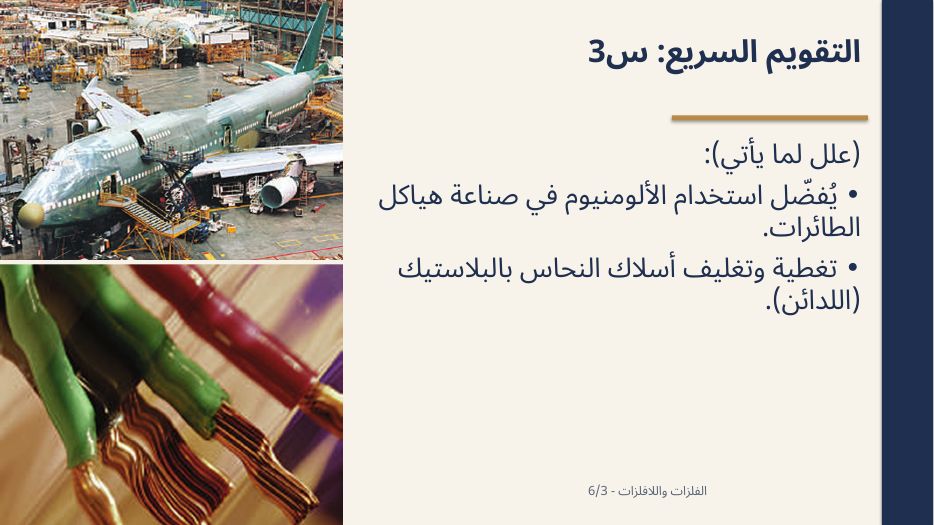 التقويم السريع: س3
(علل لما يأتي):
• يُفضّل استخدام الألومنيوم في صناعة هياكل
الطائرات.
• تغطية وتغليف أسلاك النحاس بالبلاستيك
(اللدائن).
الفلزات واللافلزات - 6/3